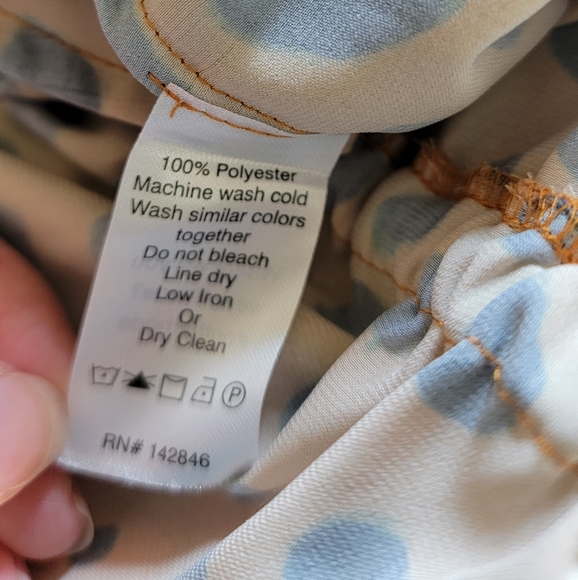 100% Polyester
Machine wash cold
Wash similar colors
together
Do not bleach
Line dry
Low Iron
Or
Dry Clean
P
RN# 142846